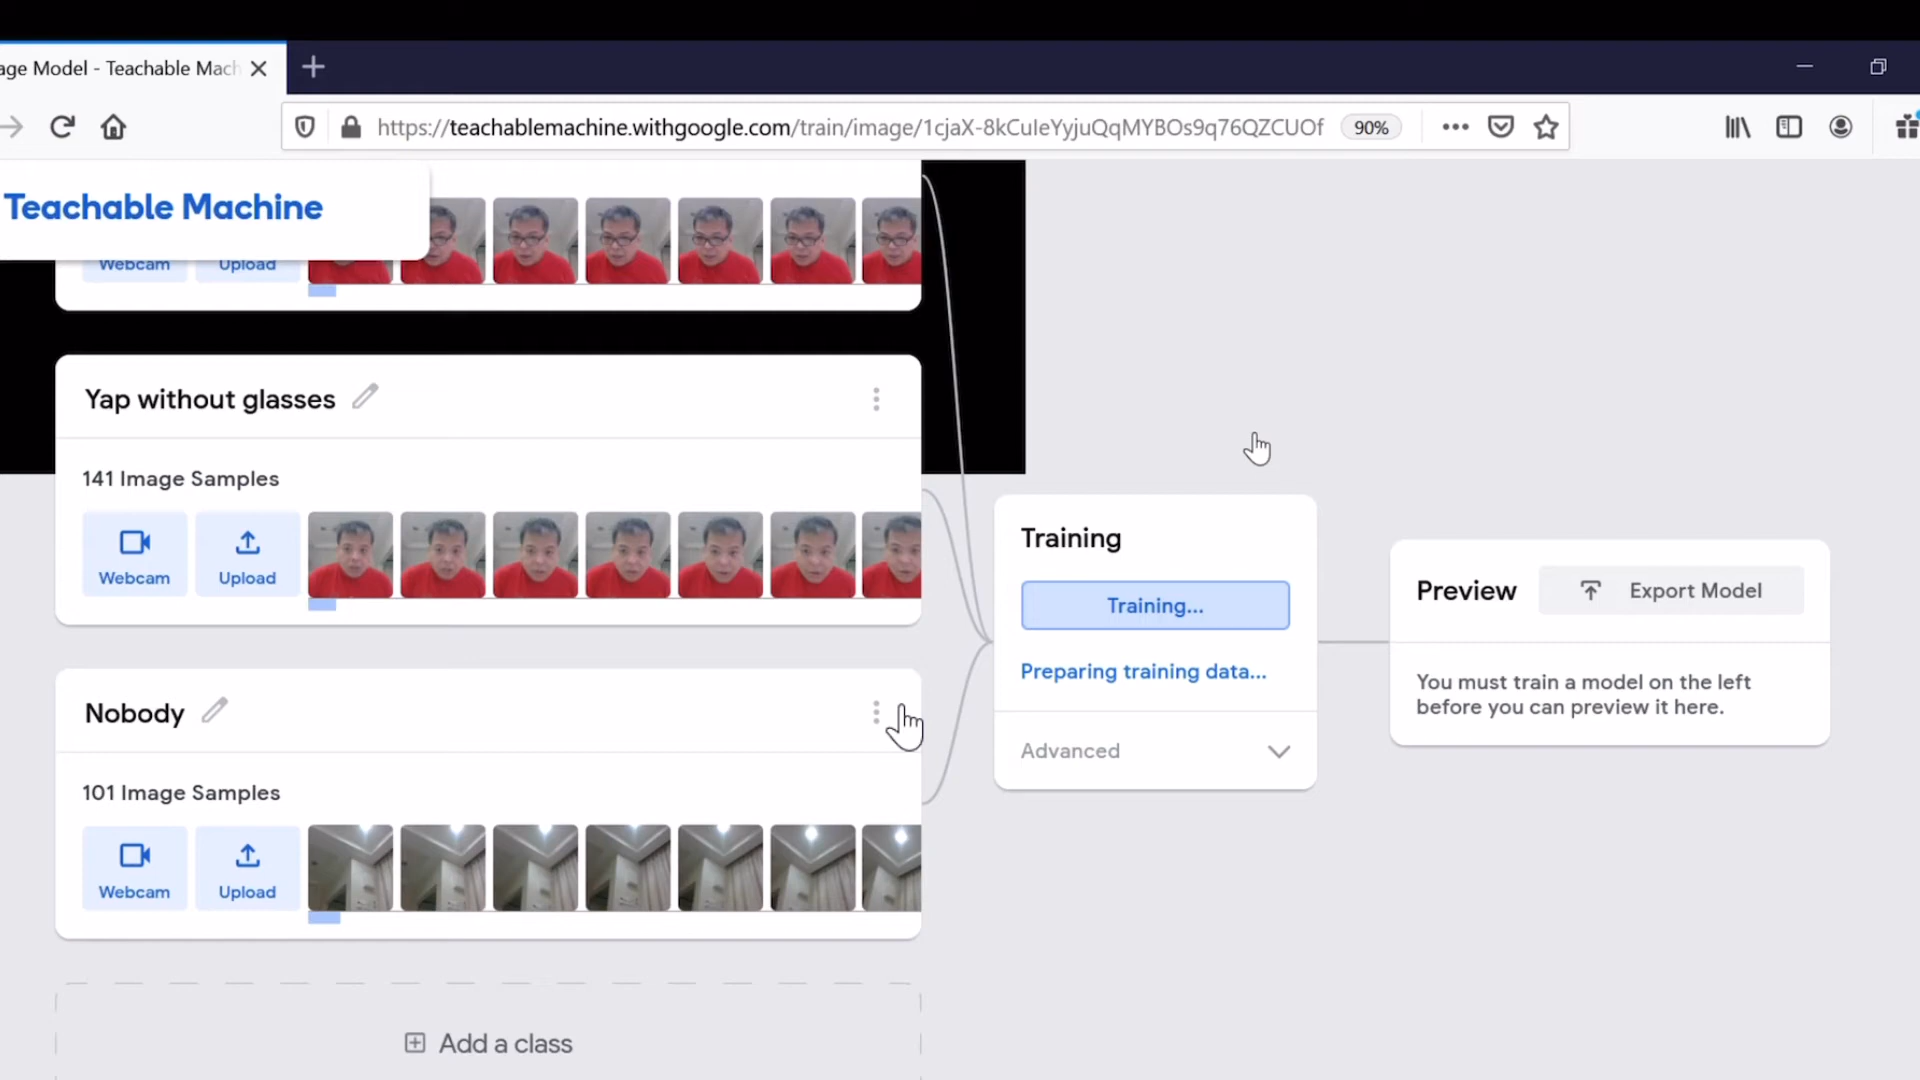 age Model - Teachable Mach
https://teachablemachine.withgoogle.com/train/image/1cjaX-8kCuIeYyjuQqMYBOs9q76QZCUOf
90%
Teachable Machine
Webcam
Upload
Yap without glasses
141 Image Samples
Webcam
Upload
Nobody
101 Image Samples
Webcam
Upload
Add a class
Training
Training...
Preparing training data...
Advanced
Preview
Export Model
You must train a model on the left
before you can preview it here.